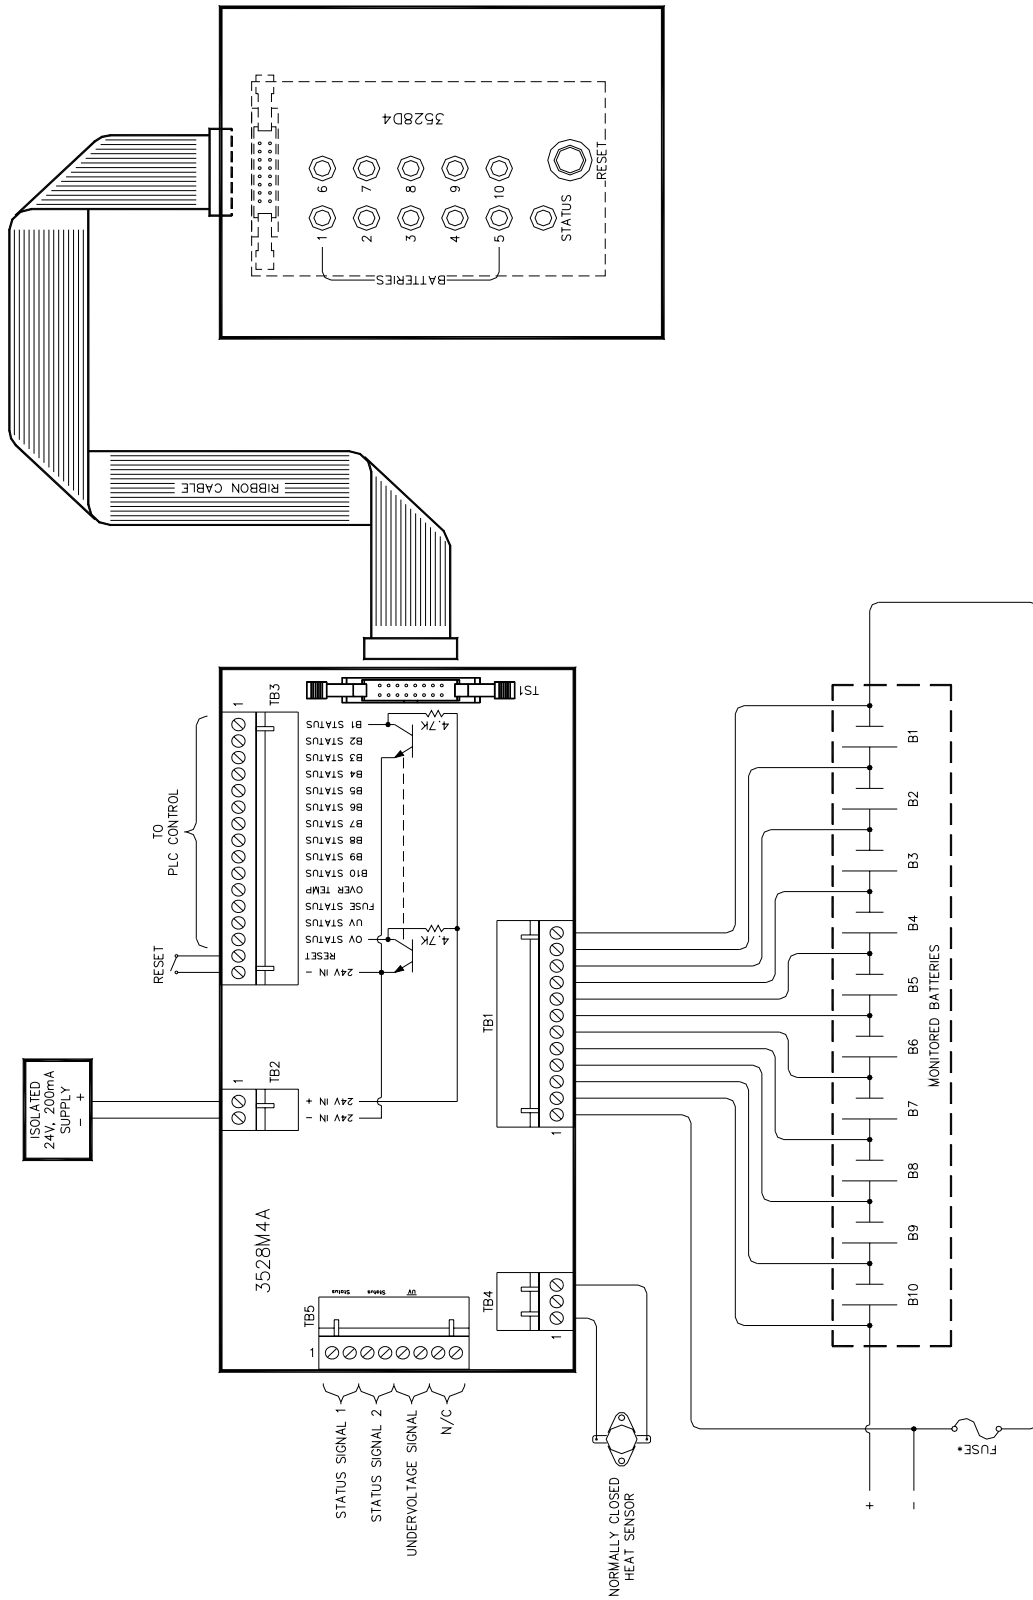 3528D4
1
2
3
4
5
6
7
8
9
10
BATTERIES
STATUS
RESET
RIBBON CABLE
TO
PLC CONTROL
RESET
1
TB3
TS1
B1 STATUS
B2 STATUS
B3 STATUS
B4 STATUS
B5 STATUS
B6 STATUS
B7 STATUS
B8 STATUS
B9 STATUS
B10 STATUS
OVER TEMP
FUSE STATUS
UV STATUS
OV STATUS
RESET
24V IN -
4.7K
4.7K
ISOLATED
24V, 200mA
SUPPLY
- +
1
TB2
24V IN +
24V IN -
3528M4A
TB1
1
TB4
1
TB5
1
Status
Status
UV
STATUS SIGNAL 1
STATUS SIGNAL 2
UNDERVOLTAGE SIGNAL
N/C
NORMALLY CLOSED
HEAT SENSOR
B1
B2
B3
B4
B5
B6
B7
B8
B9
B10
MONITORED BATTERIES
+
-
FUSE*